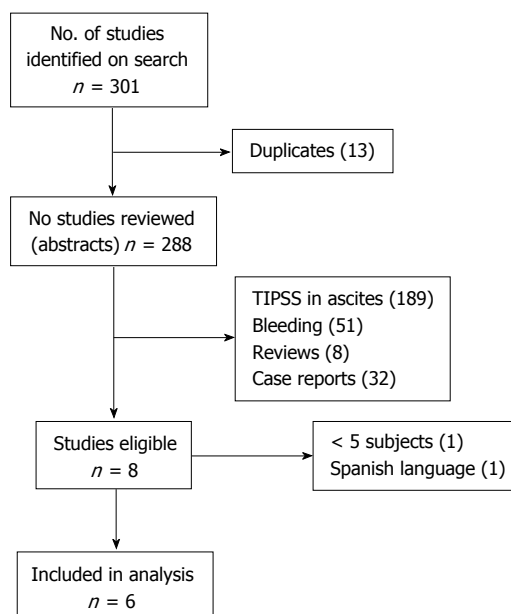 No. of studies
identified on search
n = 301
Duplicates (13)
No studies reviewed
(abstracts) n = 288
TIPSS in ascites (189)
Bleeding (51)
Reviews (8)
Case reports (32)
Studies eligible
n = 8
< 5 subjects (1)
Spanish language (1)
Included in analysis
n = 6